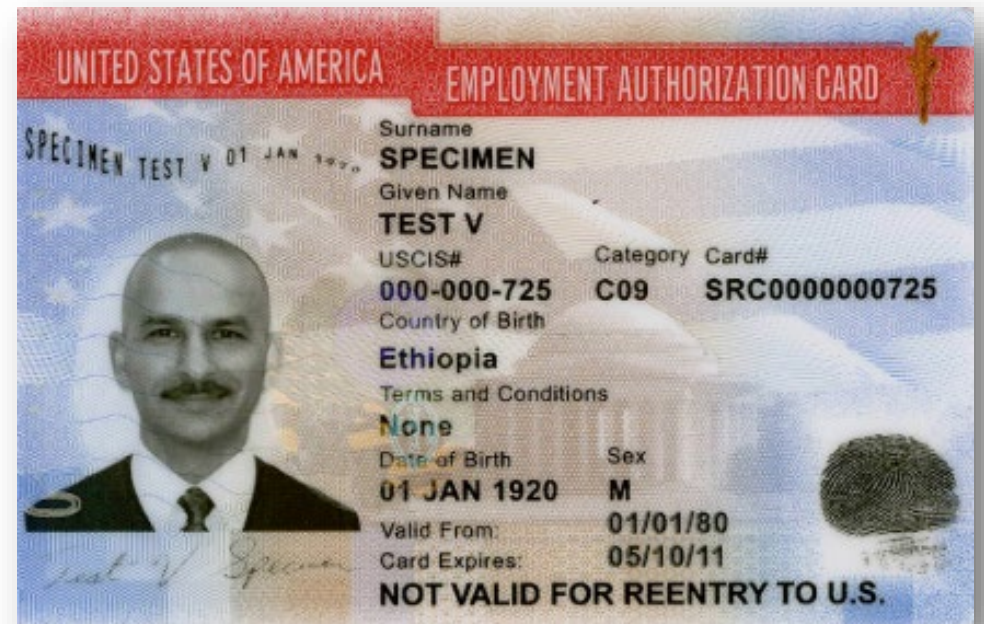 UNITED STATES OF AMERICA
EMPLOYMENT AUTHORIZATION CARD
SPECIMEN TEST V 01 JAN
Surname
SPECIMEN
Given Name
TEST V
USCIS# Category Card#
000-000-725 C09 SRC0000000725
Country of Birth
Ethiopia
Terms and Conditions
None
Date of Birth Sex
01 JAN 1920 M
Valid From: 01/01/80
Card Expires: 05/10/11
NOT VALID FOR REENTRY TO U.S.
Test V Specimen